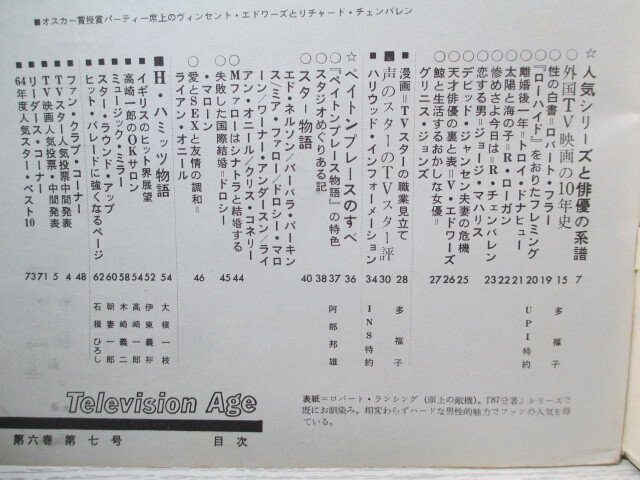 ■オスカー賞授賞パーティー席上のヴィンセント・エドワーズとリチャード・チェンバレン
☆人気シリーズと俳優の系譜 7
○外国TV映画の10年史 15 多福子
○性の白書=ロバート・フラー 19
○『ローハイド』をおりたフレミング 20
○離婚後一年=トロイ・ドナヒュー 21 UPI特約
○太陽と海の子=R・ローガン 22
○惨めさよ今日は=R・チェンバレン 23
○恋する男=ジョージ・マハリス
○デビッド・ジャンセン夫妻の危機 25
○天才俳優の裏と表=V・エドワーズ 26
○鯨と生活するおかしな女優=
グリニス・ジョンズ 27
■漫画=TVスターの職業見立て 28 多福子
■声のスターのTVスター評 30
■ハリウッド・インフォーメーション 34 INS特約
☆ペイトンプレースのすべて 36
○『ペイトンプレース物語』の特色 37 阿部邦雄
○スタジオめぐりある記 38
○スター物語 40
エド・ネルソン/バーバラ・パーキン
ス/ミア・ファロー/ドロシー・マロ
ーン/ワーナー・アンダースン/ライ
アン・オニール/クリス・コネリー
○Mファローはシナトラと結婚する 44
○失敗した国際結婚=ドロシー
・マローン 45
○愛とSEXと友情の調和=
ライアン・オニール 46
■H・ハミッツ物語 54 大槻一枝
イギリスのヒット界展望 52 伊東義裕
高崎一郎のOKサロン 54 高崎一郎
ミュージック・ミラー 58 木崎義二
スター・ラウンド・アップ 60 朝妻一郎
ヒット・パレードに強くなるページ 62 石積ひろし
ファン・クラブ・コーナー 48
TVスター人気投票中間発表 4
TV映画人気投票・中間発表 5
リーダース・コーナー 71
64年度人気スター・ベスト10 73
Television Age
第六巻 第七号 目次
表紙=ロバート・ランシング(頭上の敵機)。『87分署』シリーズで
既にお馴染み。相変わらずハードな男性的魅力でファンの人気を得
ている。